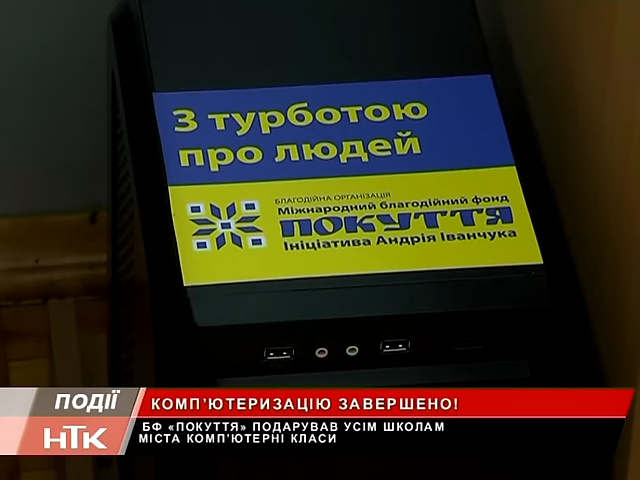 З турботою
про людей
БЛАГОДІЙНА ОРГАНІЗАЦІЯ
Міжнародний благодійний фонд
ПОКУТТЯ
Ініціатива Андрія Іванчука
ПОДІЇ
НТК
КОМП'ЮТЕРИЗАЦІЮ ЗАВЕРШЕНО!
БФ «ПОКУТТЯ» ПОДАРУВАВ УСІМ ШКОЛАМ
МІСТА КОМП'ЮТЕРНІ КЛАСИ